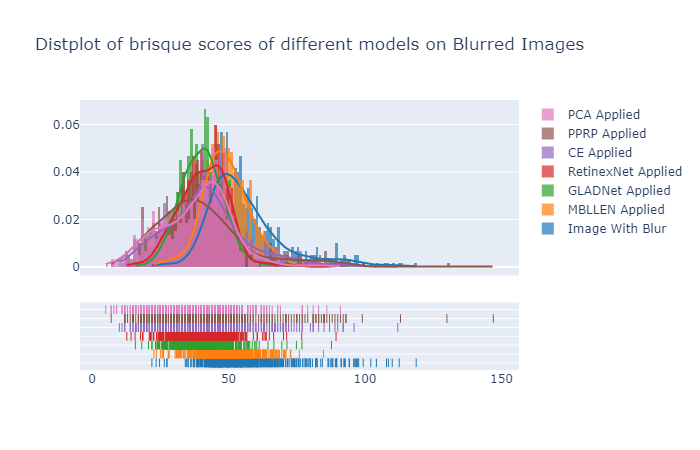 Distplot of brisque scores of different models on Blurred Images
0.06
0.04
0.02
0
PCA Applied
PPRP Applied
CE Applied
RetinexNet Applied
GLADNet Applied
MBLLEN Applied
Image With Blur
0 50 100 150